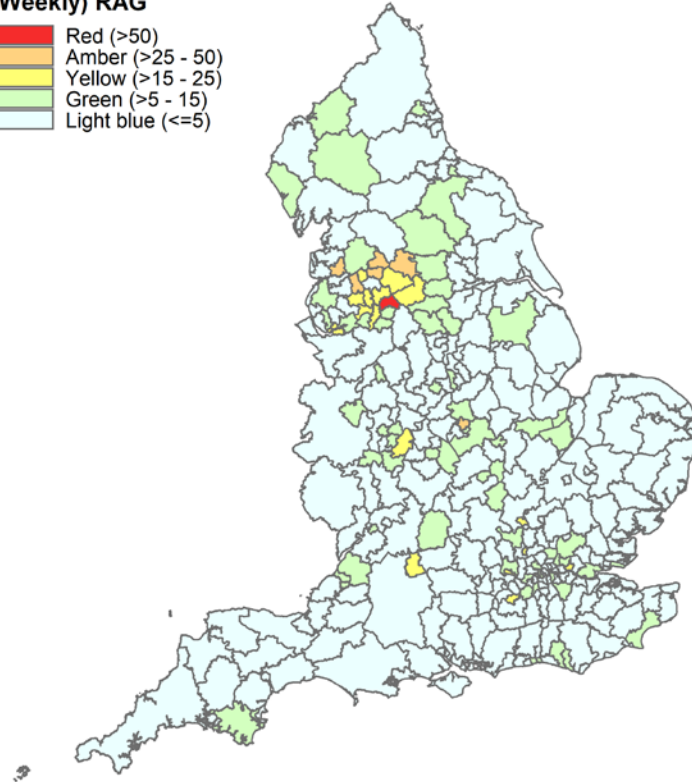 Weekly) RAG
Red (>50)
Amber (>25 - 50)
Yellow (>15 - 25)
Green (>5 - 15)
Light blue (<=5)